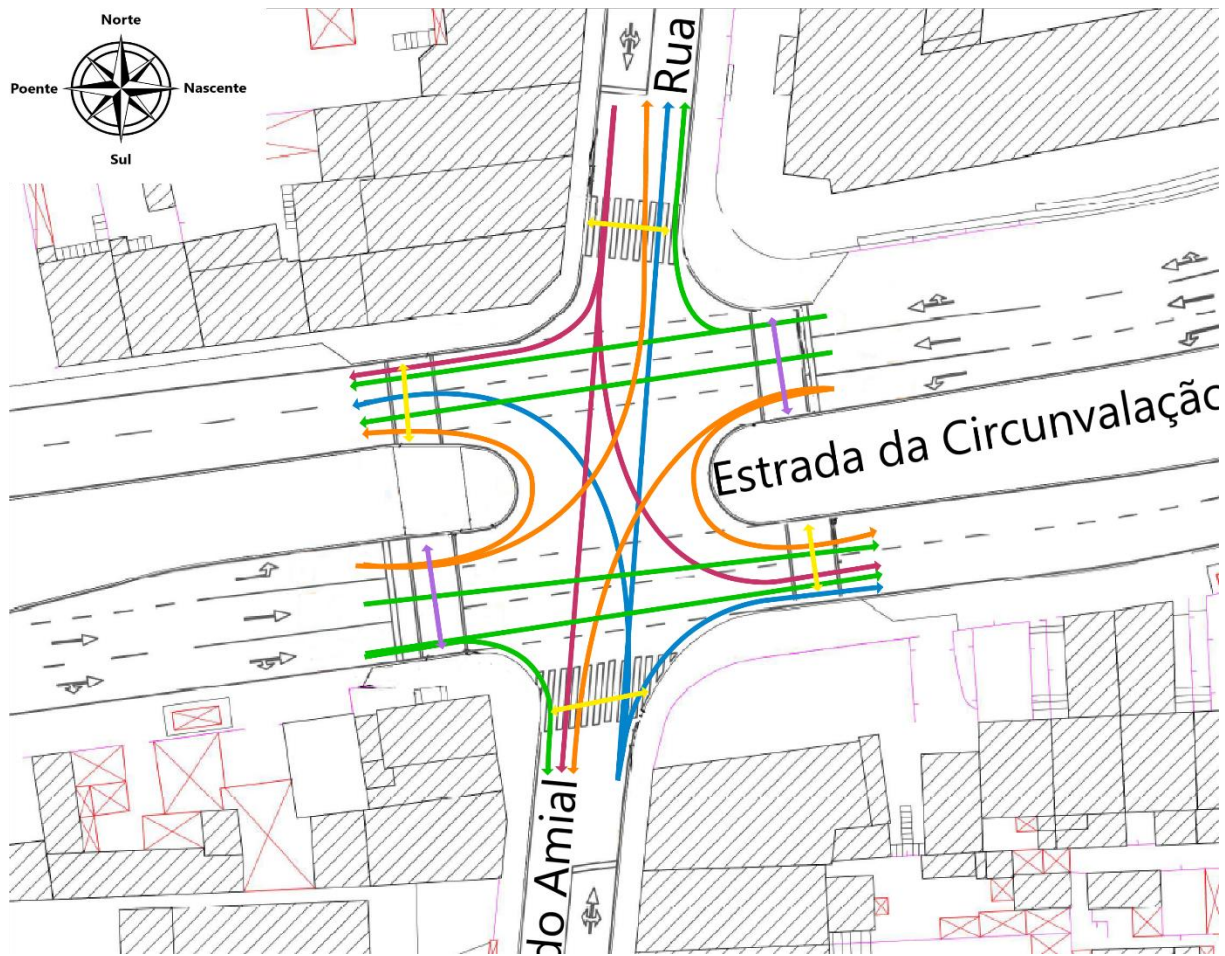 Norte
Poente
Nascente
Sul
Rua
Estrada da Circunvalação
do Amial